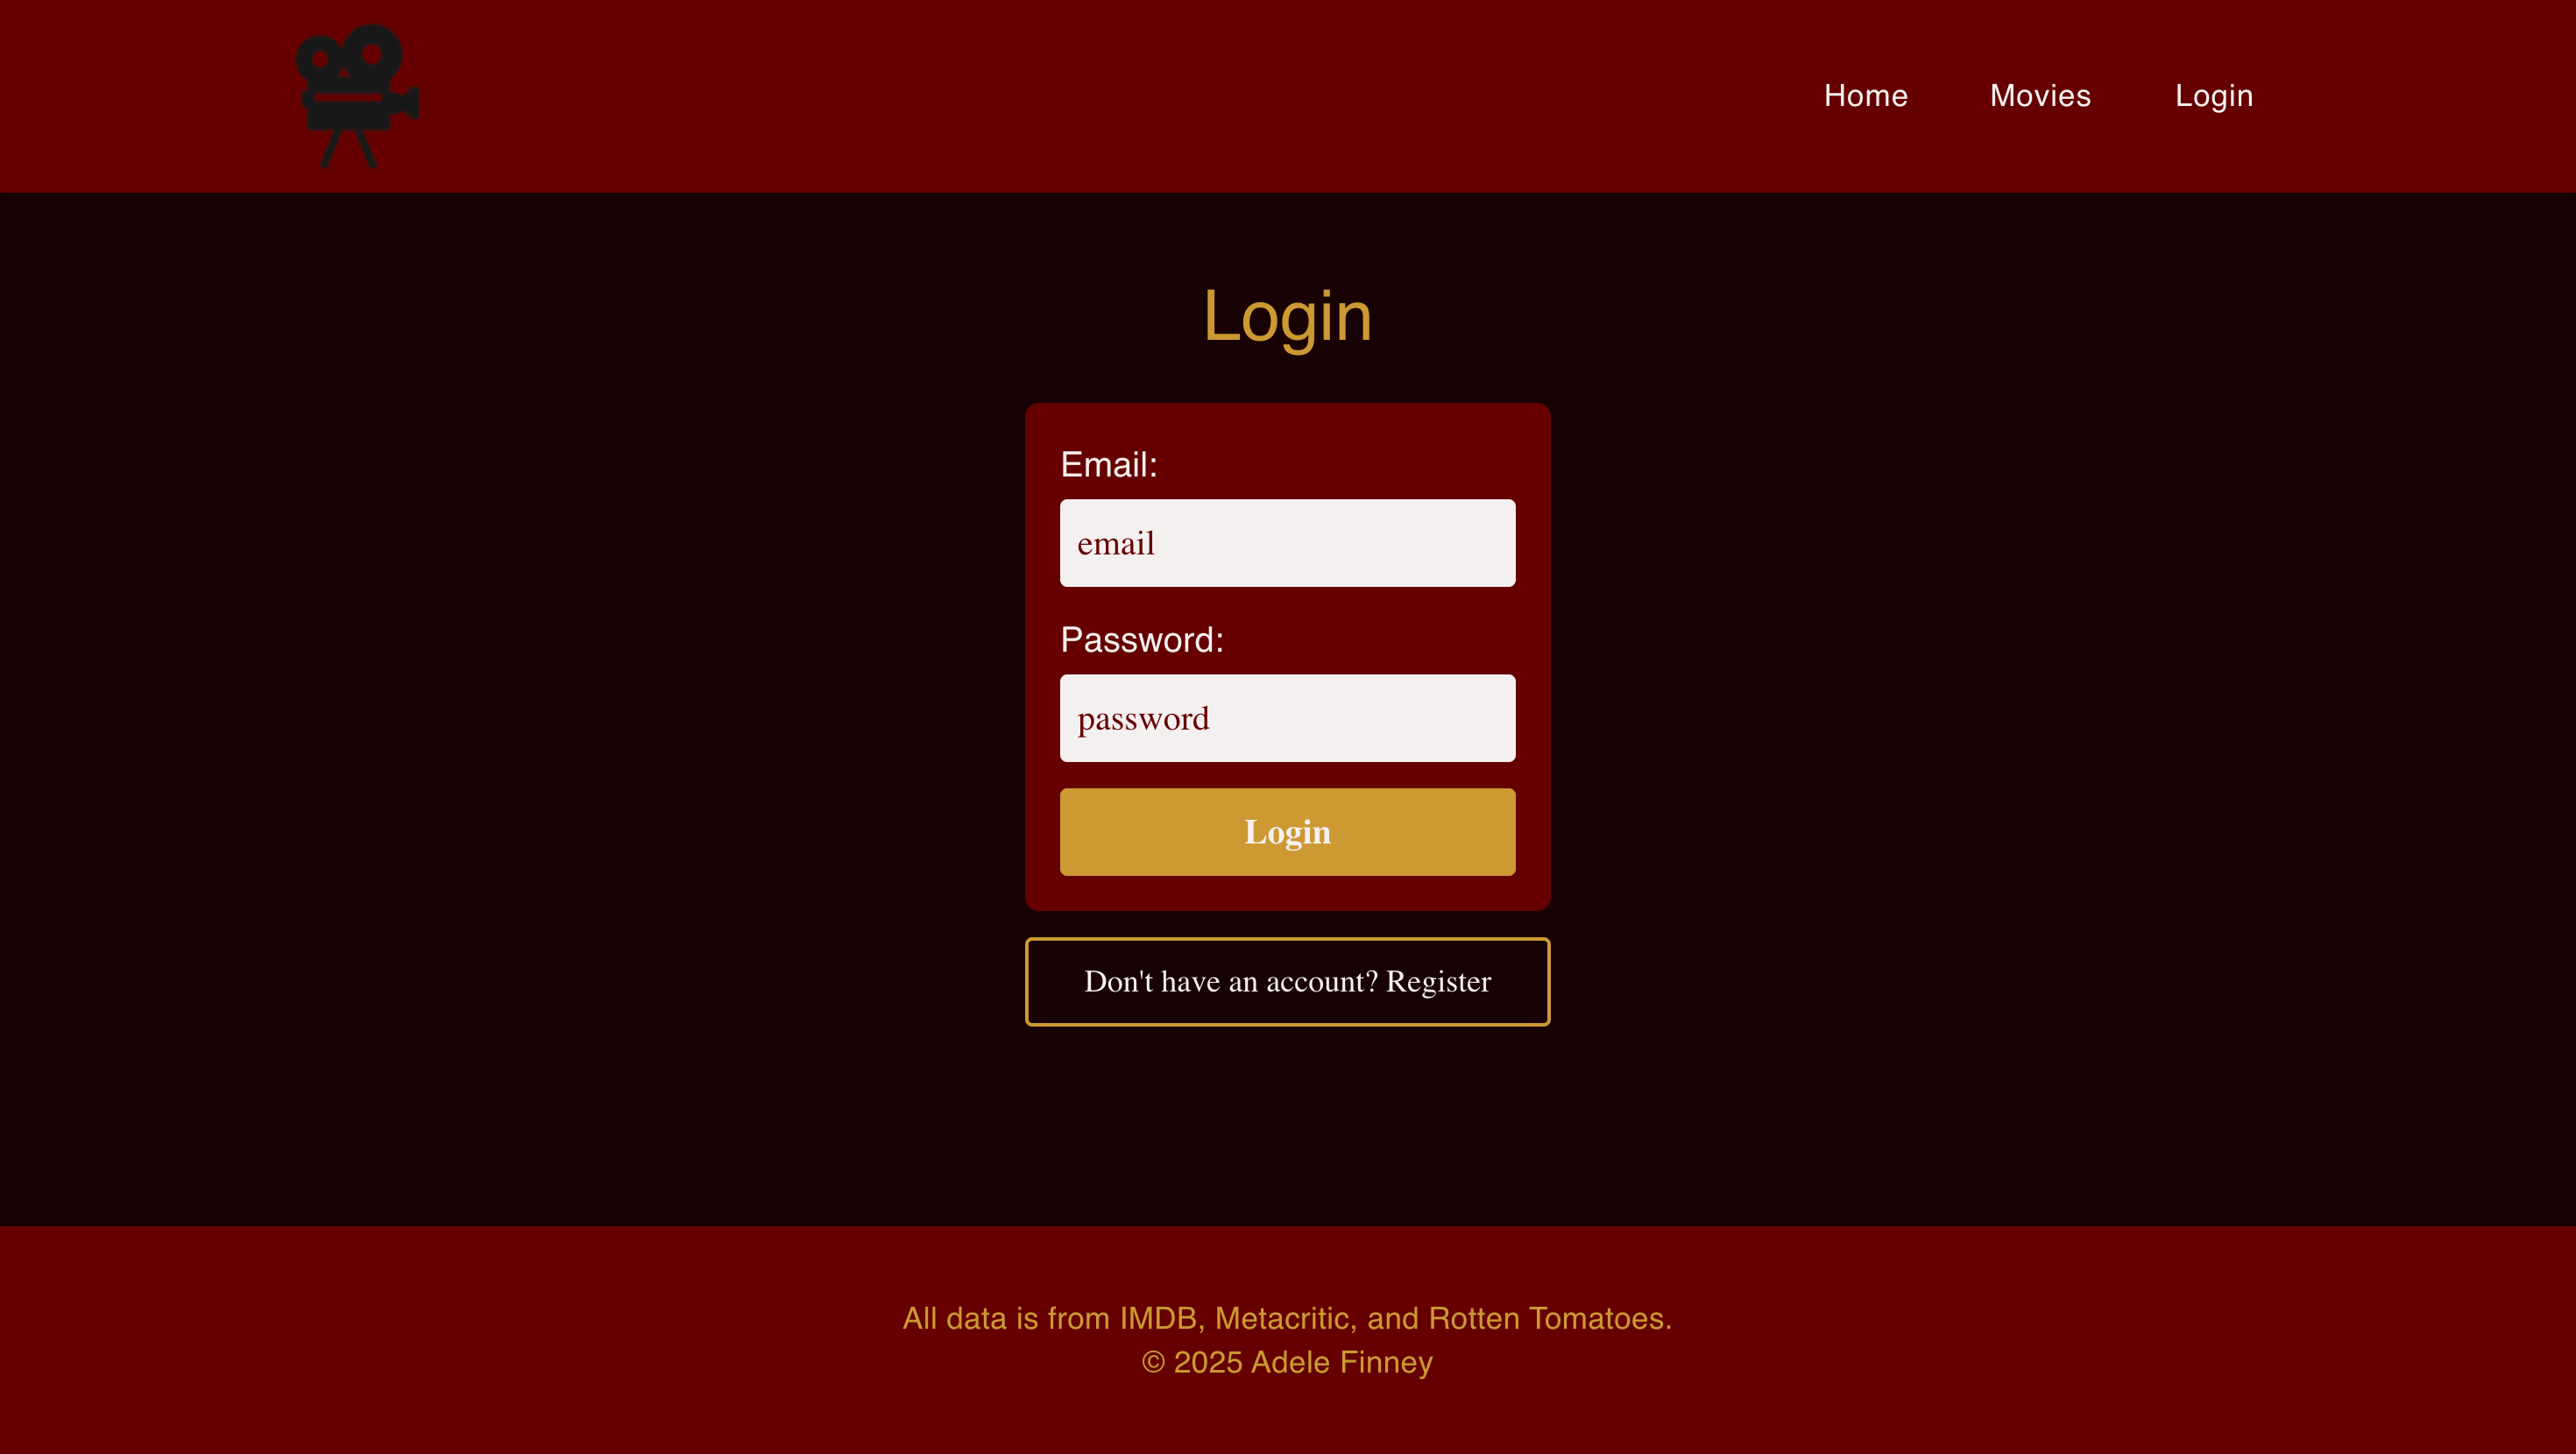 Home Movies Login
Login
Email:
email
Password:
password
Login
Don't have an account? Register
All data is from IMDB, Metacritic, and Rotten Tomatoes.
© 2025 Adele Finney